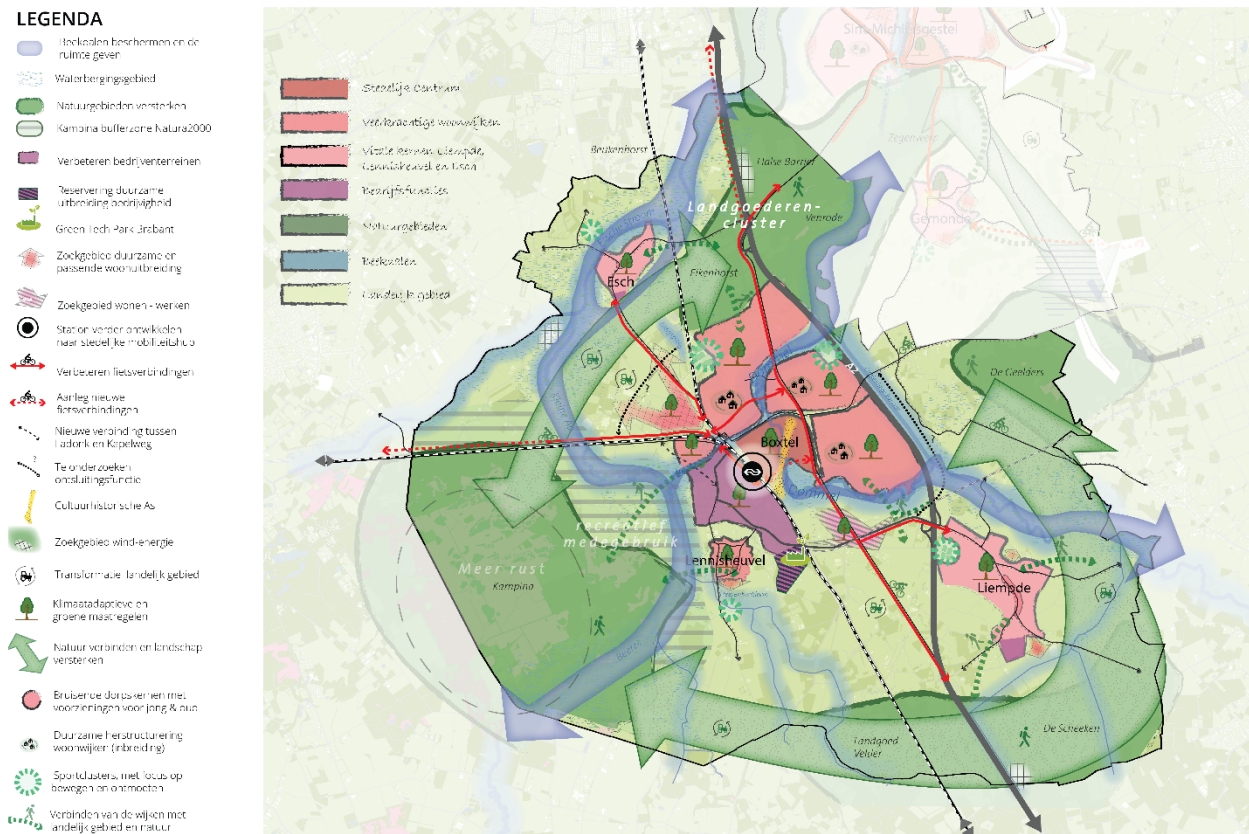 LEGENDA
Beekdalen beschermen en de
ruimte geven
Waterbergingsgebied
Natuurgebieden versterken
Kampina bufferzone Natura2000
Verbeteren bedrijventerreinen
Reservering duurzame
uitbreiding bedrijvigheid
Green Tech Park Brabant
Zoekgebied duurzame en
passende woonuitbreiding
Zoekgebied wonen - werken
Station verder ontwikkelen
naar stedelijke mobiliteitshub
Verbeteren fietsverbindingen
Aanleg nieuwe
fietsverbindingen
Nieuwe verbinding tussen
Ladonk en Kapelweg
?
Te onderzoeken
ontsluitingsfunctie
Cultuurhistorische As
Zoekgebied wind-energie
Transformatie landelijk gebied
Klimaatadaptieve en
groene maatregelen
Natuur verbinden en landschap
versterken
Bruisende dorpskernen met
voorzieningen voor jong & oud
Duurzame herstructurering
woonwijken (inbreiding)
Sportclusters, met focus op
bewegen en ontmoeten
Verbinden van de wijken met
landelijk gebied en natuur
Stedelijk Centrum
Veerkrachtige woonwijken
Vitale kernen Liempde,
Lennisheuvel en Esch
Bedrijfsfuncties
Natuurgebieden
Beekdalen
Landelijk gebied
Sint-Michielsgestel
Beukenhorst
Halse Barrier
Zegenwerp
Venrode
Landgoederen-
cluster
Gemonde
Esch
Eikenhorst
A2
De Geelders
Boxtel
Dommel
recreatief
medegebruik
Meer rust
Kampina
Lennisheuvel
Liempde
Beerze
Landgoed
Velder
De Scheeken